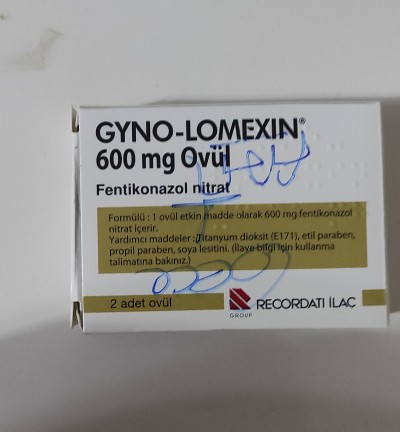 GYNO-LOMEXIN®
600 mg Ovül
Fentikonazol nitrat
Formülü : 1 ovül etkin madde olarak 600 mg fentikonazol
nitrat içerir.
Yardımcı maddeler : Titanyum dioksit (E171), etil paraben,
propil paraben, soya lesitini. (İlave bilgi için kullanma
talimatına bakınız.)
2 adet ovül
RECORDATI İLAÇ
GROUP